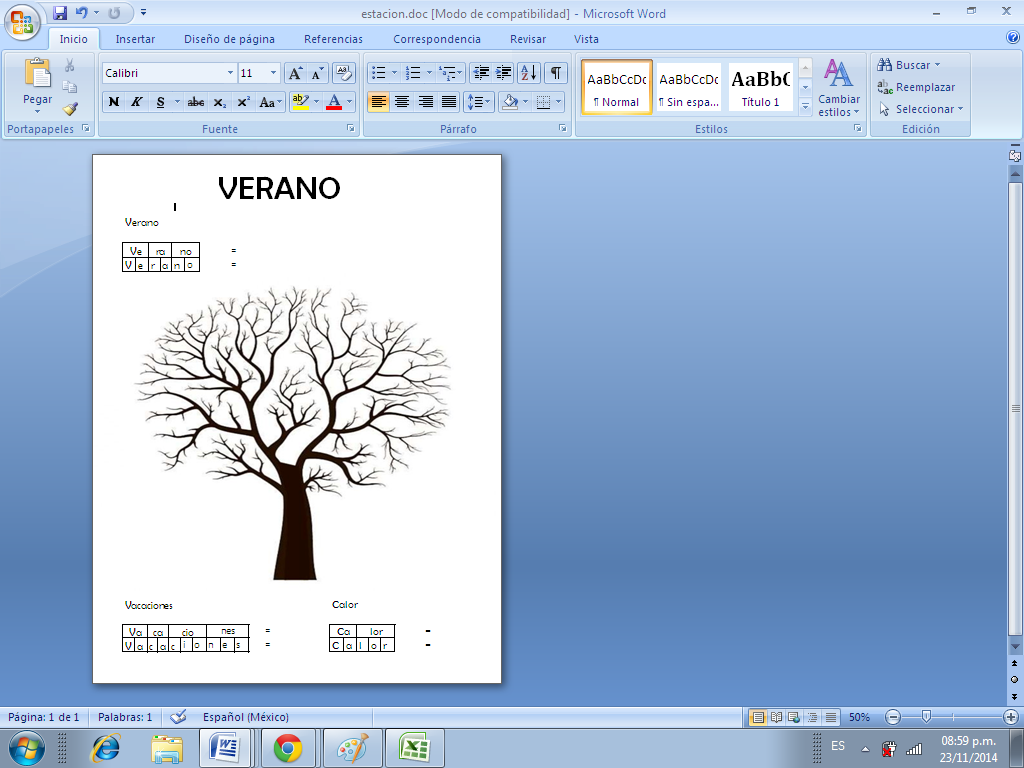 estacion.doc [Modo de compatibilidad] - Microsoft Word
Inicio Insertar Diseño de página Referencias Correspondencia Revisar Vista
Pegar
Portapapeles
Calibri 11
N K S abc x₂ x² Aa
ab A
Fuente
Párrafo
AaBbCcDc AaBbCcDc AaBbC
¶ Normal ¶ Sin espa... Título 1
Cambiar
estilos
Estilos
Buscar
Reemplazar
Seleccionar
Edición
VERANO
Verano
Ve ra no =
V e r a n o =
Vacaciones
Va ca cio nes =
V a c a c i o n e s =
Calor
Ca lor -
C a l o r -
Página: 1 de 1 Palabras: 1 Español (México) 50%
ES 08:59 p.m.
23/11/2014